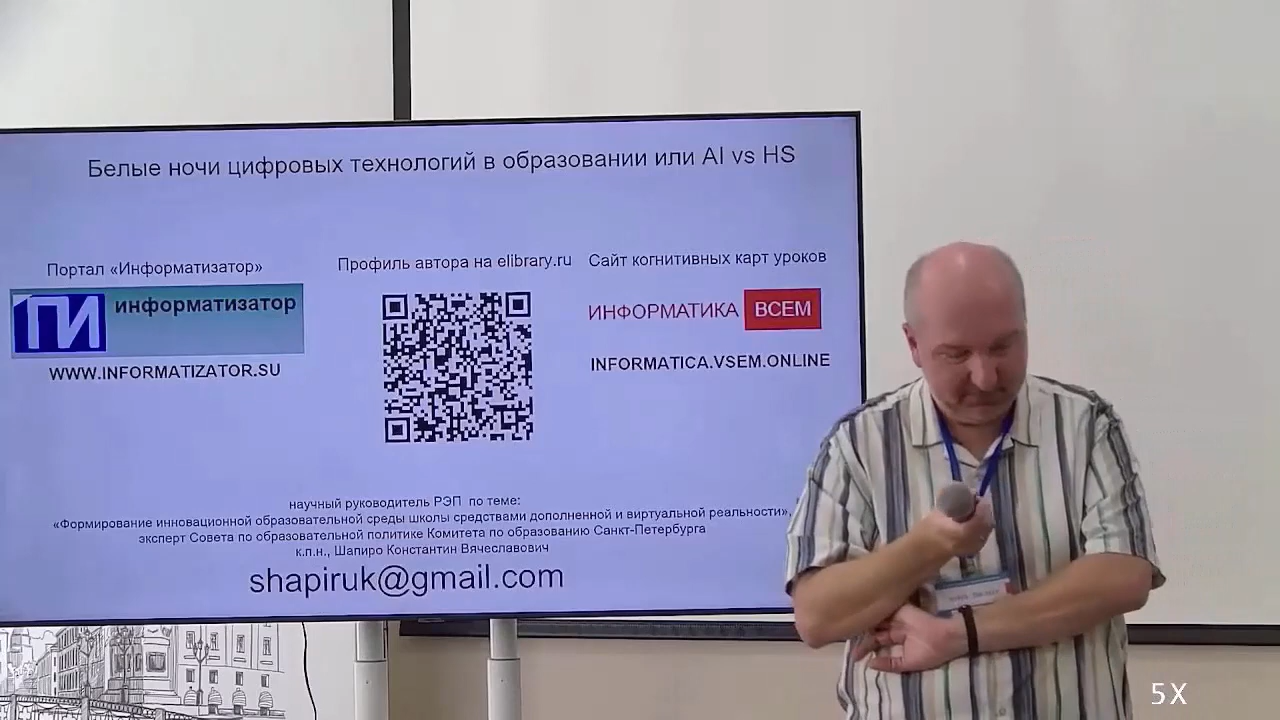 Белые ночи цифровых технологий в образовании или AI vs HS
Портал «Информатизатор»
ПИ информатизатор
WWW.INFORMATIZATOR.SU
Профиль автора на elibrary.ru
Сайт когнитивных карт уроков
ИНФОРМАТИКА ВСЕМ
INFORMATICA.VSEM.ONLINE
научный руководитель РЭП по теме:
«Формирование инновационной образовательной среды школы средствами дополненной и виртуальной реальности»,
эксперт Совета по образовательной политике Комитета по образованию Санкт-Петербурга
к.п.н., Шапиро Константин Вячеславович
shapiruk@gmail.com
5X